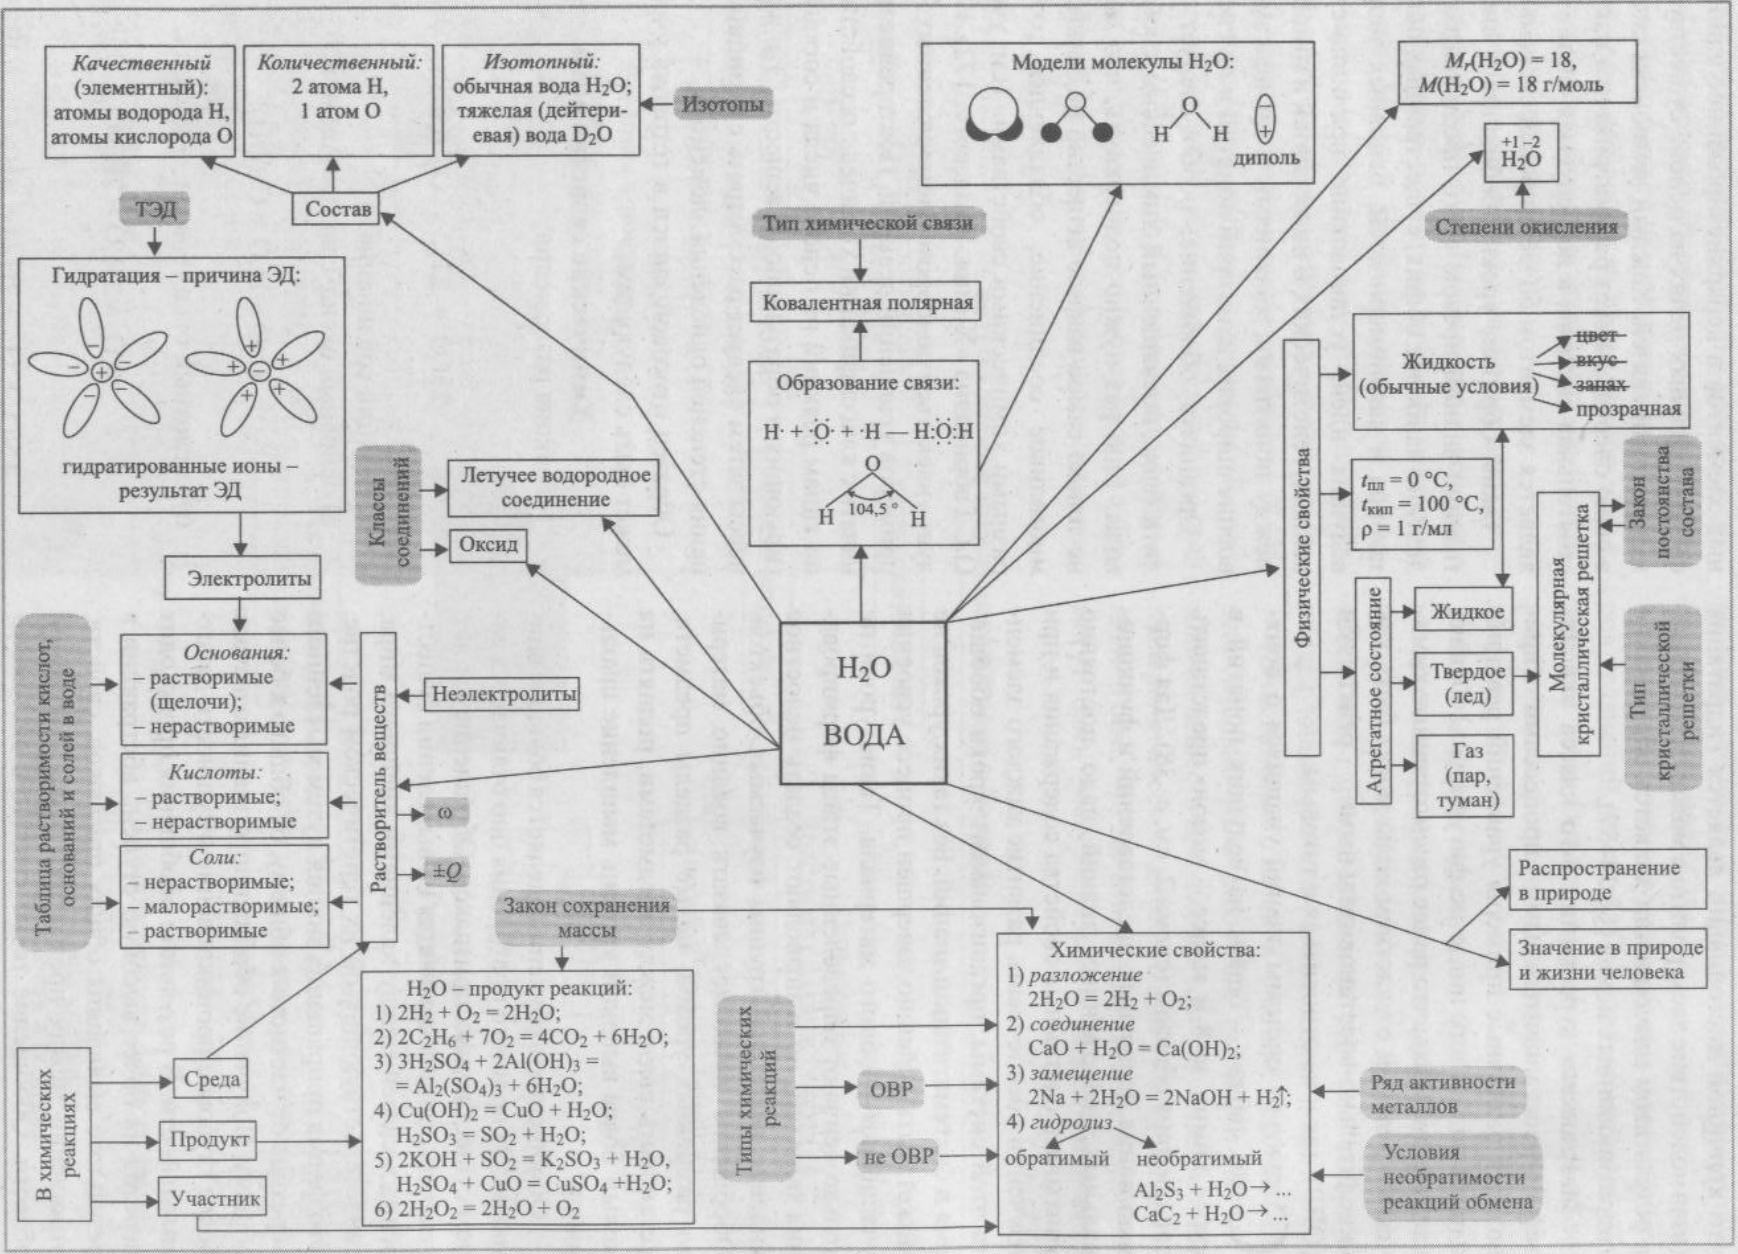 Качественный
(элементный):
атомы водорода H,
атомы кислорода O
Количественный:
2 атома H,
1 атом O
Изотопный:
обычная вода H₂O;
тяжелая (дейтери-
евая) вода D₂O
Изотопы
Состав
Модели молекулы H₂O:
O
H H
–
+
диполь
Mr(H₂O) = 18,
M(H₂O) = 18 г/моль
+1 –2
H₂O
Степени окисления
ТЭД
Гидратация – причина ЭД:
– – – – – +
+ + + + + –
гидратированные ионы –
результат ЭД
Электролиты
Тип химической связи
Ковалентная полярная
Образование связи:
H· + ·Ö· + ·H — H:Ö:H
O
H 104,5 ° H
Классы
соединений
Летучее водородное
соединение
Оксид
H₂O
ВОДА
Физические свойства
Жидкость
(обычные условия)
цвет
вкус
запах
прозрачная
tпл = 0 °C,
tкип = 100 °C,
ρ = 1 г/мл
Агрегатное состояние
Жидкое
Твердое
(лед)
Газ
(пар,
туман)
Молекулярная
кристаллическая решетка
Закон
постоянства
состава
Тип
кристаллической
решетки
Таблица растворимости кислот,
оснований и солей в воде
Основания:
– растворимые
(щелочи);
– нерастворимые
Кислоты:
– растворимые;
– нерастворимые
Соли:
– нерастворимые;
– малорастворимые;
– растворимые
Растворитель веществ
Неэлектролиты
ω
±Q
Распространение
в природе
Значение в природе
и жизни человека
Закон сохранения
массы
В химических
реакциях
Среда
Продукт
Участник
H₂O – продукт реакций:
1) 2H₂ + O₂ = 2H₂O;
2) 2C₂H₆ + 7O₂ = 4CO₂ + 6H₂O;
3) 3H₂SO₄ + 2Al(OH)₃ =
= Al₂(SO₄)₃ + 6H₂O;
4) Cu(OH)₂ = CuO + H₂O;
H₂SO₃ = SO₂ + H₂O;
5) 2KOH + SO₂ = K₂SO₃ + H₂O,
H₂SO₄ + CuO = CuSO₄ +H₂O;
6) 2H₂O₂ = 2H₂O + O₂
Типы химических
реакций
ОВР
не ОВР
Химические свойства:
1) разложение
2H₂O = 2H₂ + O₂;
2) соединение
CaO + H₂O = Ca(OH)₂;
3) замещение
2Na + 2H₂O = 2NaOH + H₂↑;
4) гидролиз
обратимый необратимый
Al₂S₃ + H₂O→ ...
CaC₂ + H₂O→ ...
Ряд активности
металлов
Условия
необратимости
реакций обмена